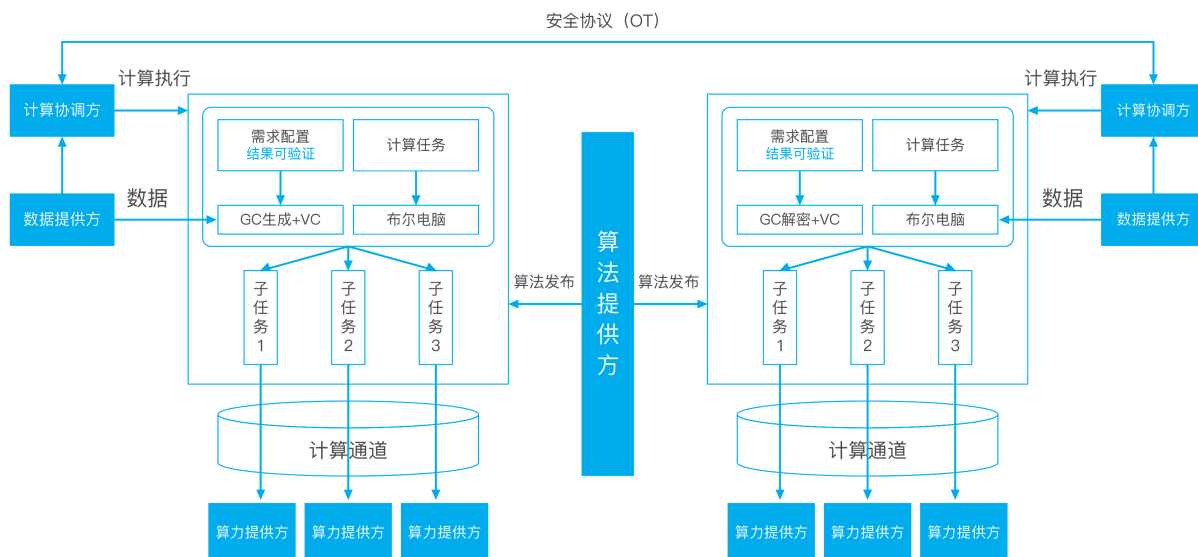 安全协议（OT）
计算执行
计算协调方
数据提供方
数据
需求配置
结果可验证
计算任务
GC生成+VC
布尔电脑
子任务1
子任务2
子任务3
计算通道
算力提供方
算力提供方
算力提供方
算法发布
算法提供方
算法发布
需求配置
结果可验证
计算任务
GC解密+VC
布尔电脑
子任务1
子任务2
子任务3
计算通道
算力提供方
算力提供方
算力提供方
计算执行
计算协调方
数据
数据提供方